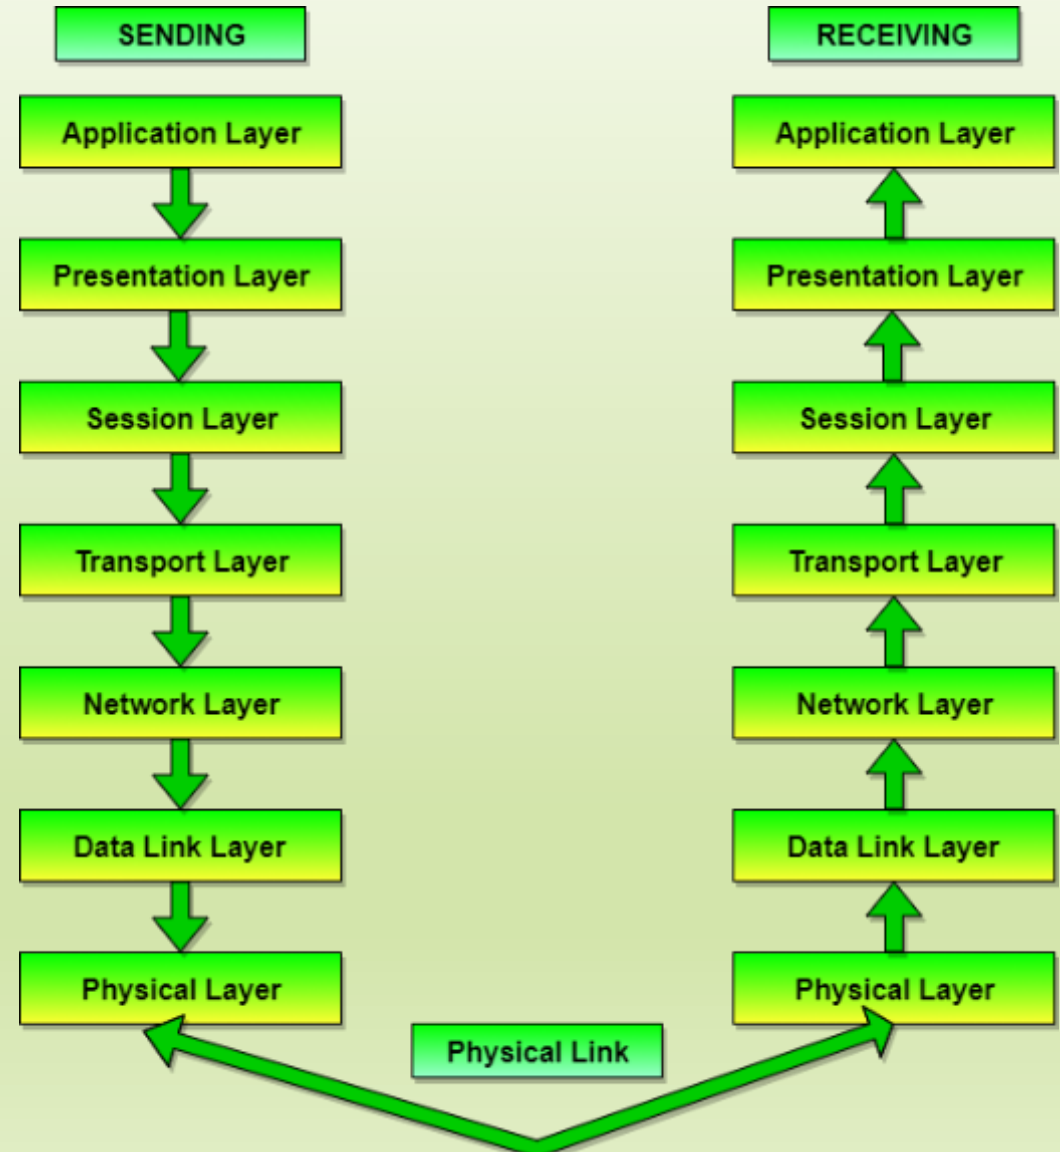 SENDING
RECEIVING
Application Layer
Application Layer
Presentation Layer
Presentation Layer
Session Layer
Session Layer
Transport Layer
Transport Layer
Network Layer
Network Layer
Data Link Layer
Data Link Layer
Physical Layer
Physical Layer
Physical Link